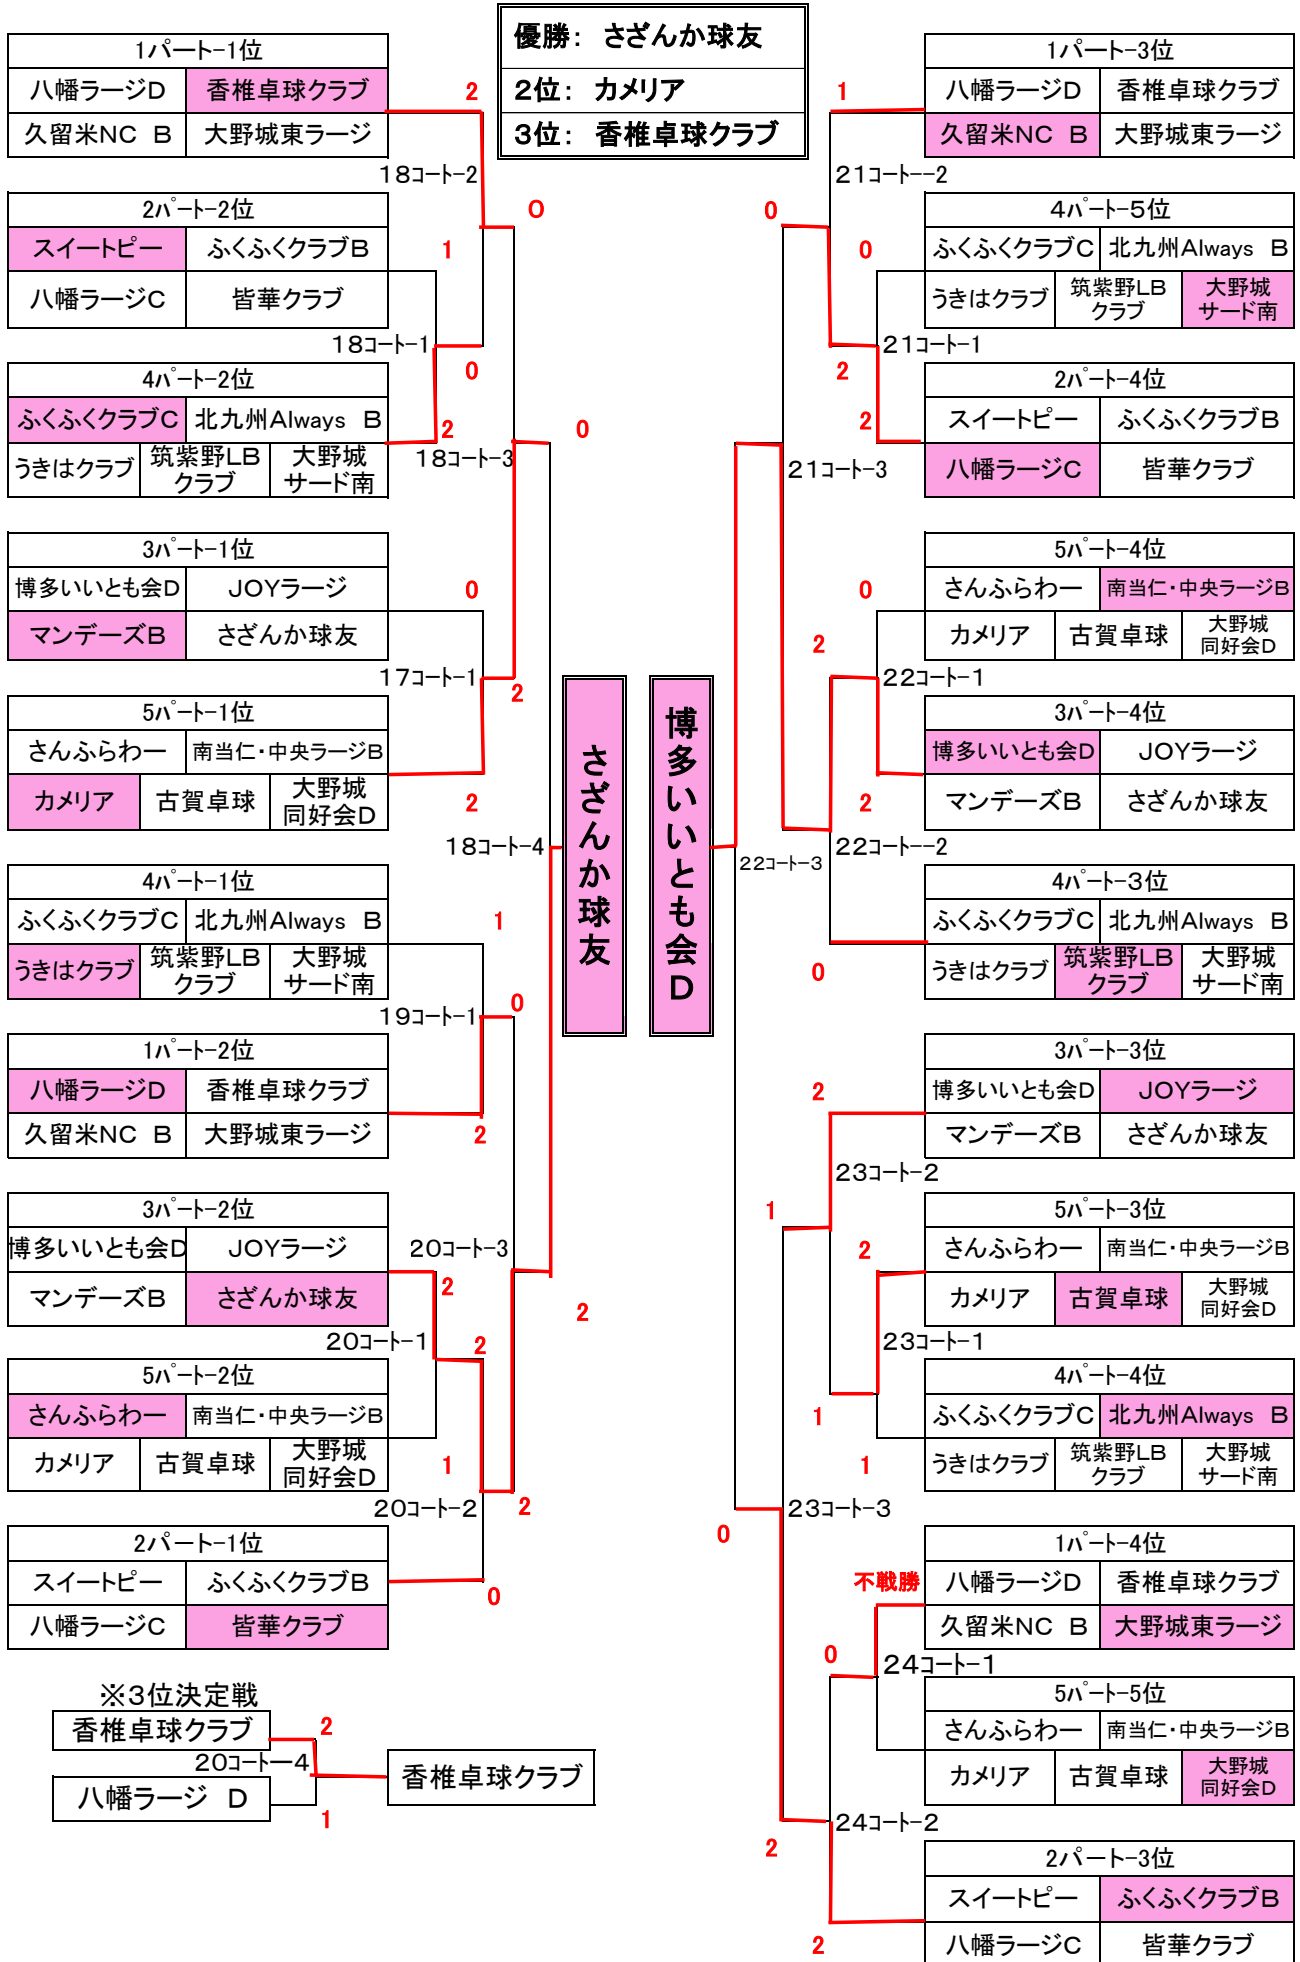 優勝： さざんか球友
2位： カメリア
3位： 香椎卓球クラブ
1パート-1位
八幡ラージD 香椎卓球クラブ
久留米NC B 大野城東ラージ
2
18コート-2
0
2パート-2位
スイートピー ふくふくクラブB
八幡ラージC 皆華クラブ
1
18コート-1
0
4パート-2位
ふくふくクラブC 北九州Always B
うきはクラブ 筑紫野LB
クラブ 大野城
サード南
2
18コート-3
0
3パート-1位
博多いいとも会D JOYラージ
マンデーズB さざんか球友
0
17コート-1
2
5パート-1位
さんふらわー 南当仁・中央ラージB
カメリア 古賀卓球 大野城
同好会D
2
18コート-4
4パート-1位
ふくふくクラブC 北九州Always B
うきはクラブ 筑紫野LB
クラブ 大野城
サード南
1
19コート-1
0
1パート-2位
八幡ラージD 香椎卓球クラブ
久留米NC B 大野城東ラージ
2
3パート-2位
博多いいとも会D JOYラージ
マンデーズB さざんか球友
20コート-3
2
2
20コート-1
2
5パート-2位
さんふらわー 南当仁・中央ラージB
カメリア 古賀卓球 大野城
同好会D
1
20コート-2
2
2パート-1位
スイートピー ふくふくクラブB
八幡ラージC 皆華クラブ
0
※3位決定戦
香椎卓球クラブ
2
20コートー4
香椎卓球クラブ
八幡ラージ D
1
さざんか球友
博多いいとも会D
1パート-3位
八幡ラージD 香椎卓球クラブ
久留米NC B 大野城東ラージ
1
21コート--2
0
4パート-5位
ふくふくクラブC 北九州Always B
うきはクラブ 筑紫野LB
クラブ 大野城
サード南
0
21コート-1
2
2パート-4位
スイートピー ふくふくクラブB
八幡ラージC 皆華クラブ
2
21コート-3
5パート-4位
さんふらわー 南当仁・中央ラージB
カメリア 古賀卓球 大野城
同好会D
0
2
22コート-1
3パート-4位
博多いいとも会D JOYラージ
マンデーズB さざんか球友
2
22コート--2
22コート-3
4パート-3位
ふくふくクラブC 北九州Always B
うきはクラブ 筑紫野LB
クラブ 大野城
サード南
0
3パート-3位
博多いいとも会D JOYラージ
マンデーズB さざんか球友
2
23コート-2
1
5パート-3位
さんふらわー 南当仁・中央ラージB
カメリア 古賀卓球 大野城
同好会D
2
23コート-1
4パート-4位
ふくふくクラブC 北九州Always B
うきはクラブ 筑紫野LB
クラブ 大野城
サード南
1
1
23コート-3
0
1パート-4位
八幡ラージD 香椎卓球クラブ
久留米NC B 大野城東ラージ
不戦勝
0
24コート-1
5パート-5位
さんふらわー 南当仁・中央ラージB
カメリア 古賀卓球 大野城
同好会D
24コート-2
2
2パート-3位
スイートピー ふくふくクラブB
八幡ラージC 皆華クラブ
2